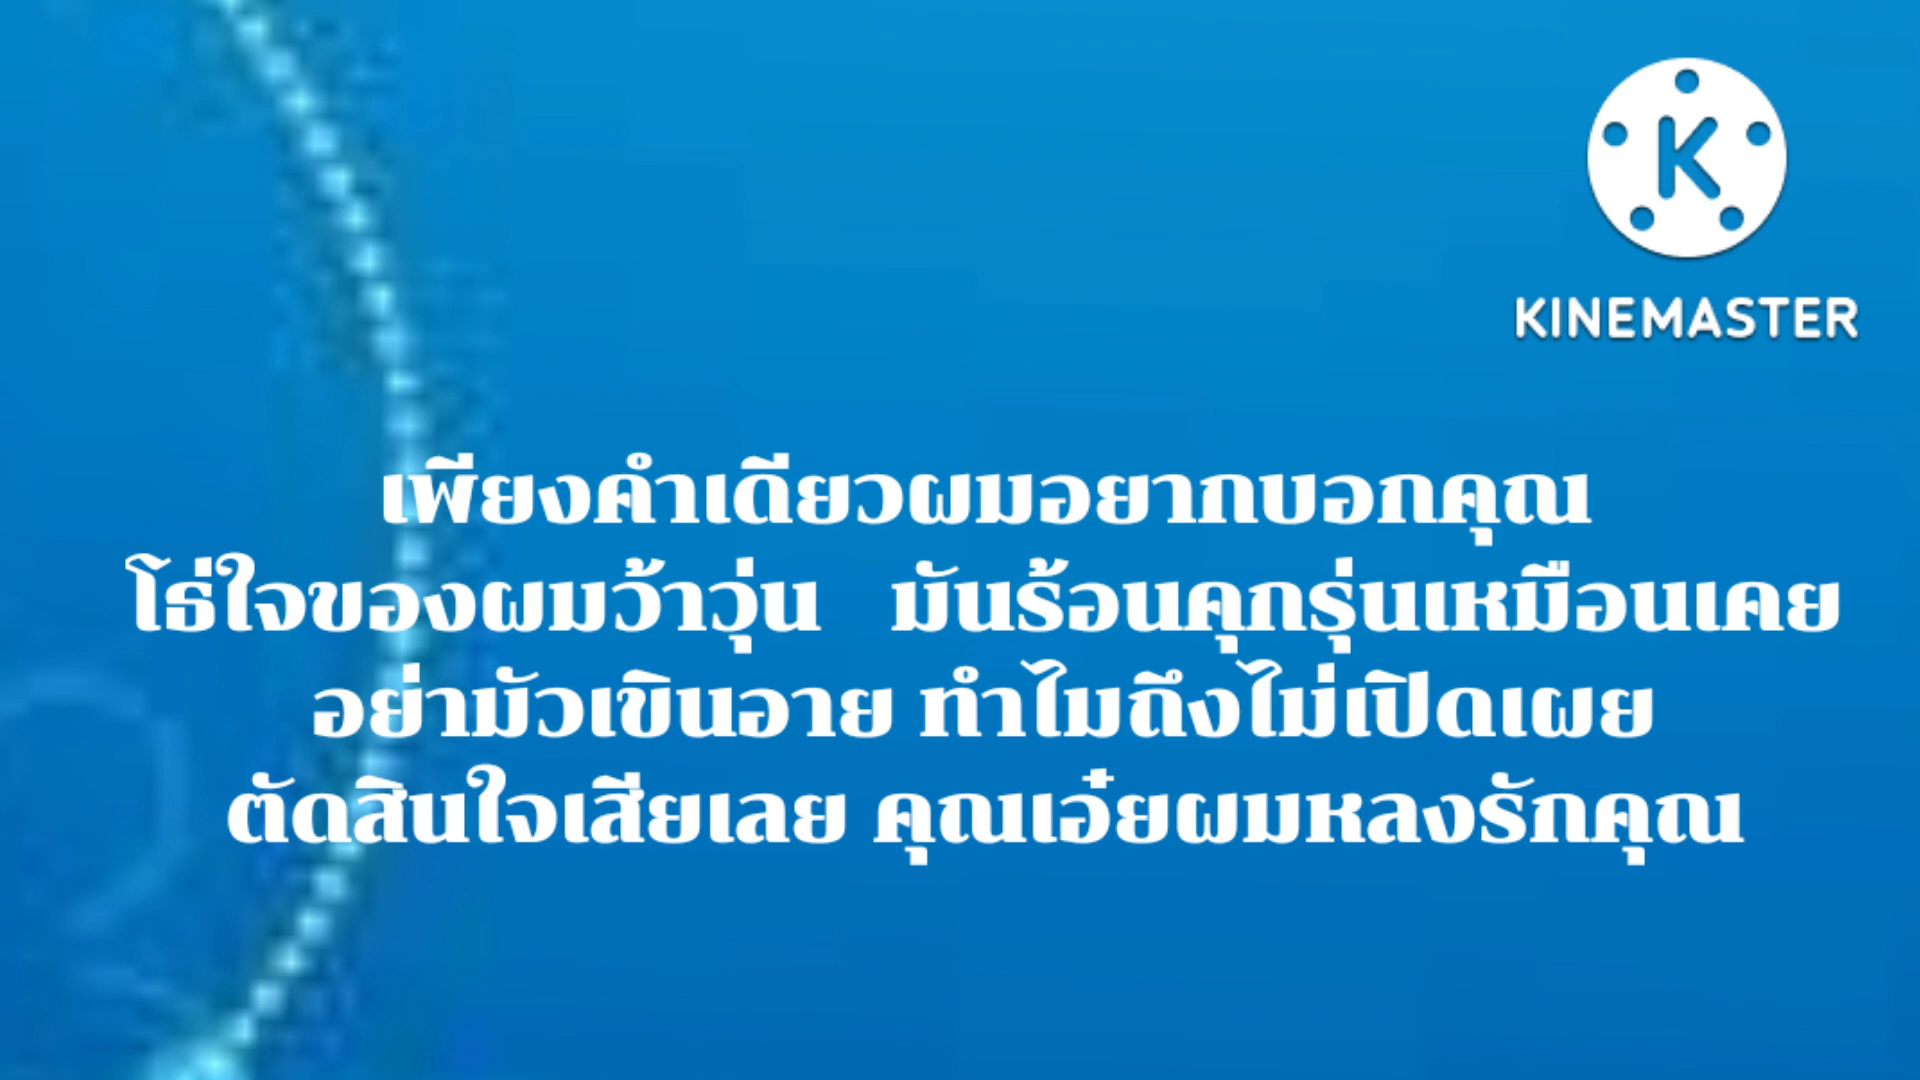 KINEMASTER
เพียงคำเดียวผมอยากบอกคุณ
โธ่ใจของผมว้าวุ่น มันร้อนคุกรุ่นเหมือนเคย
อย่ามัวเขินอาย ทำไมถึงไม่เปิดเผย
ตัดสินใจเสียเลย คุณเอ๋ยผมหลงรักคุณ